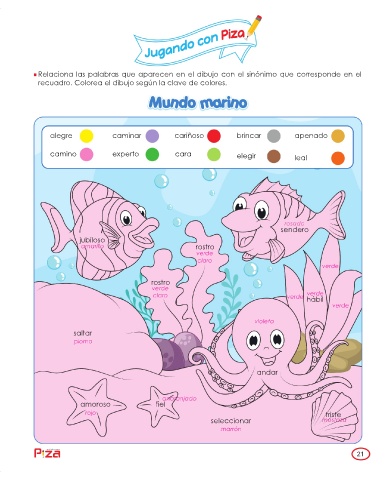 Jugando con Piza
Relaciona las palabras que aparecen en el dibujo con el sinónimo que corresponde en el
recuadro. Colorea el dibujo según la clave de colores.
Mundo marino
alegre caminar cariñoso brincar apenado
camino experto cara elegir leal
rosado
sendero
jubiloso
amarillo
rostro
verde
claro
verde
rostro
verde
claro
verde
verde
hábil
verde
violeta
saltar
plomo
andar
amoroso
rojo
anaranjado
fiel
triste
mostaza
seleccionar
marrón
Piza
21